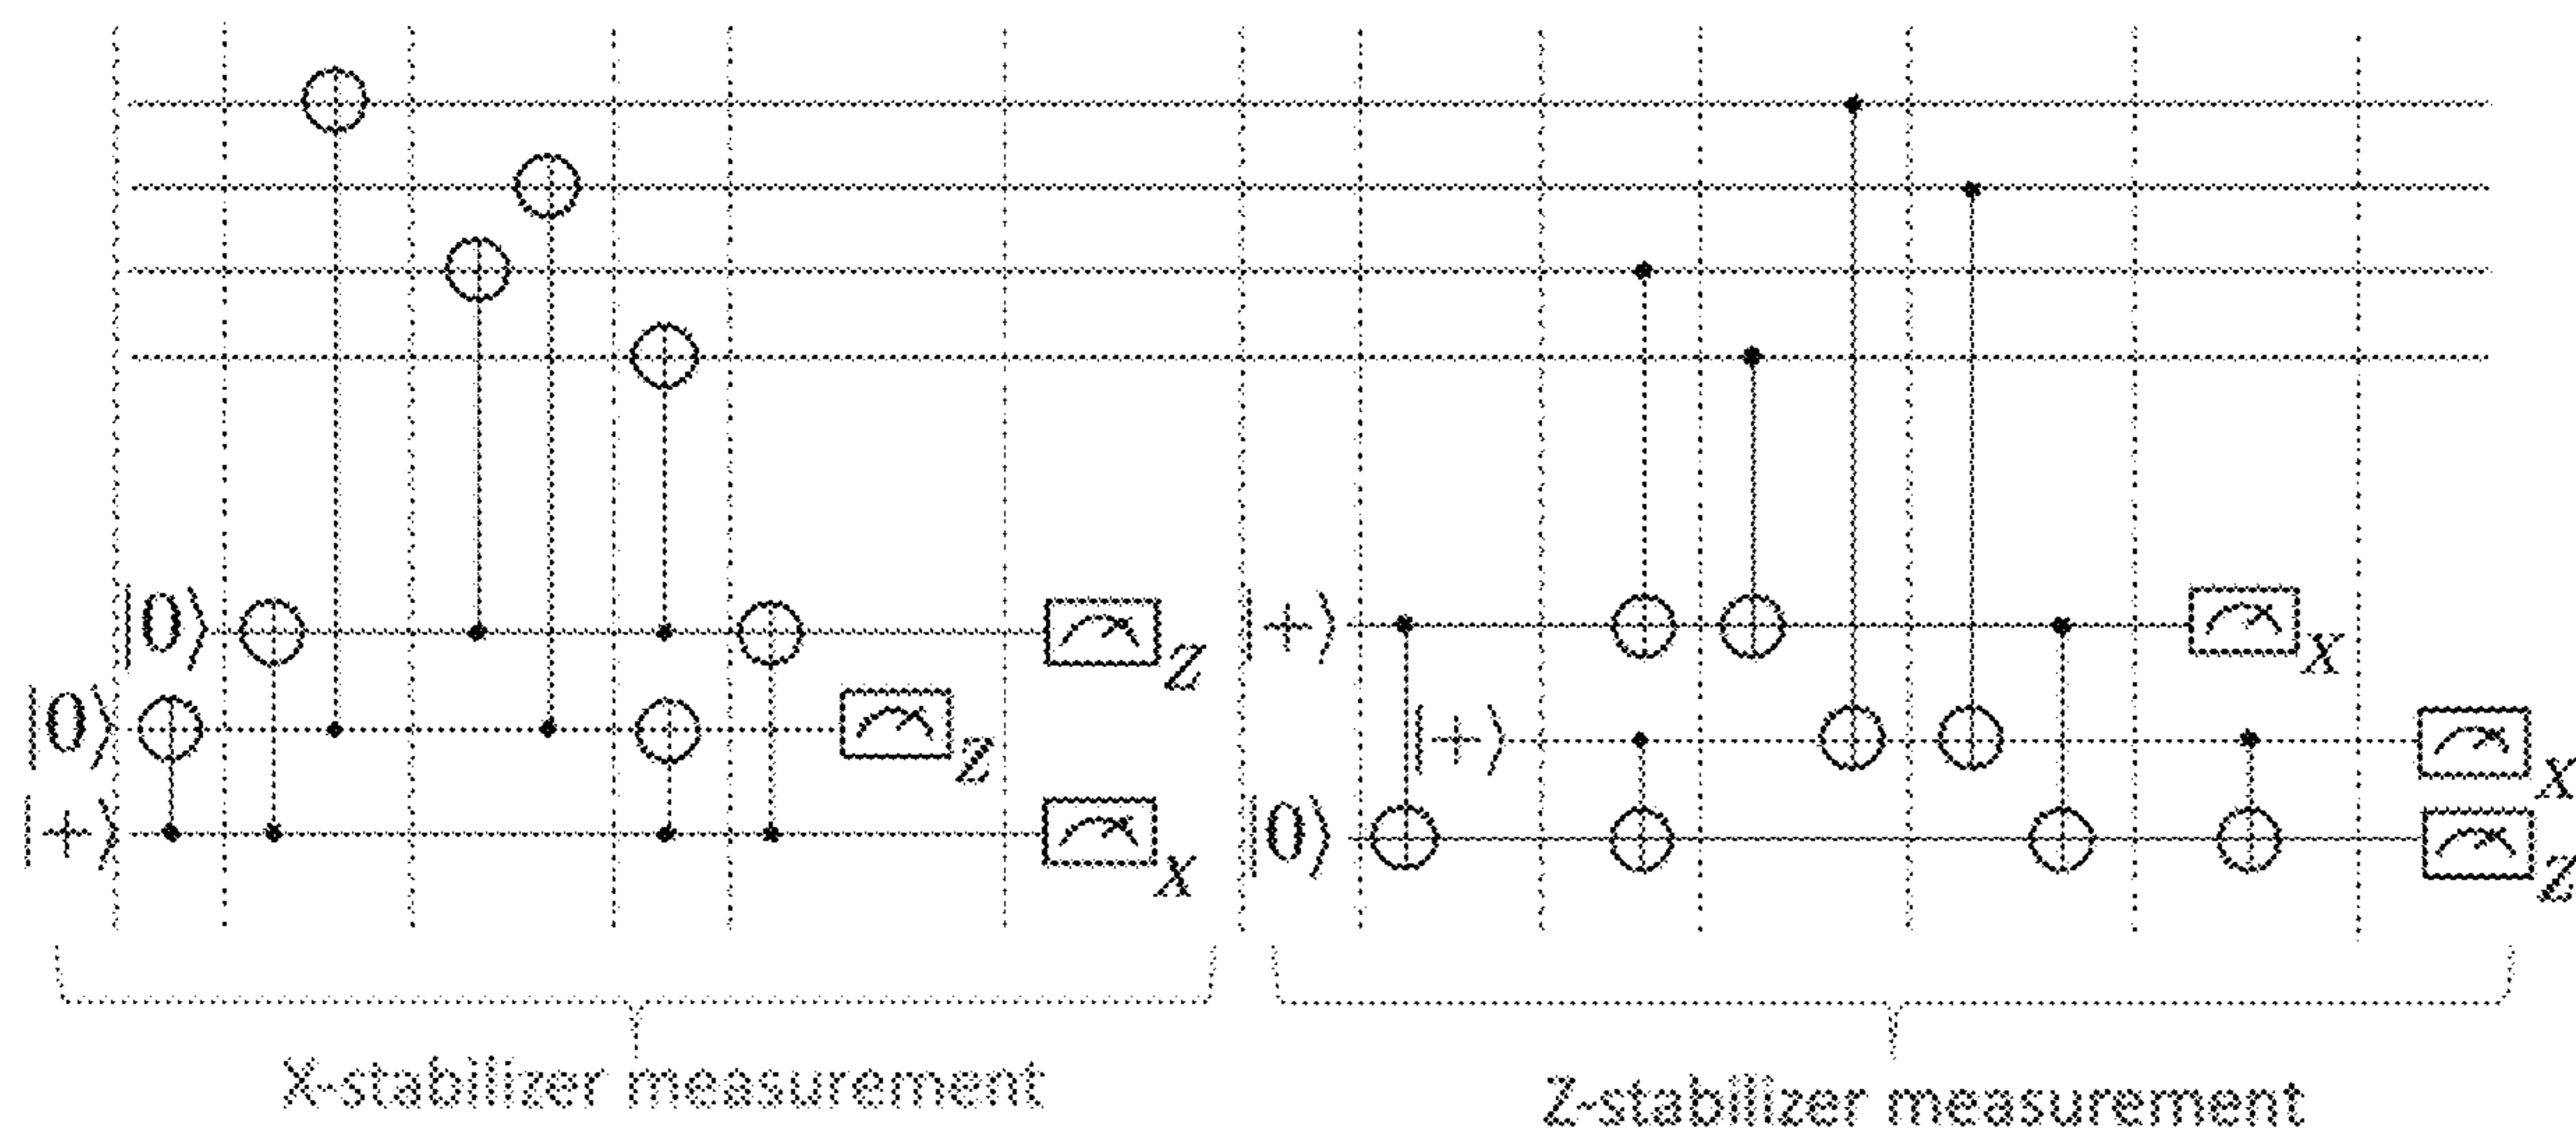 |0⟩
|0⟩
|+⟩
Z
Z
X
|+⟩
|+⟩
|0⟩
X
X
Z
X-stabilizer measurement
Z-stabilizer measurement